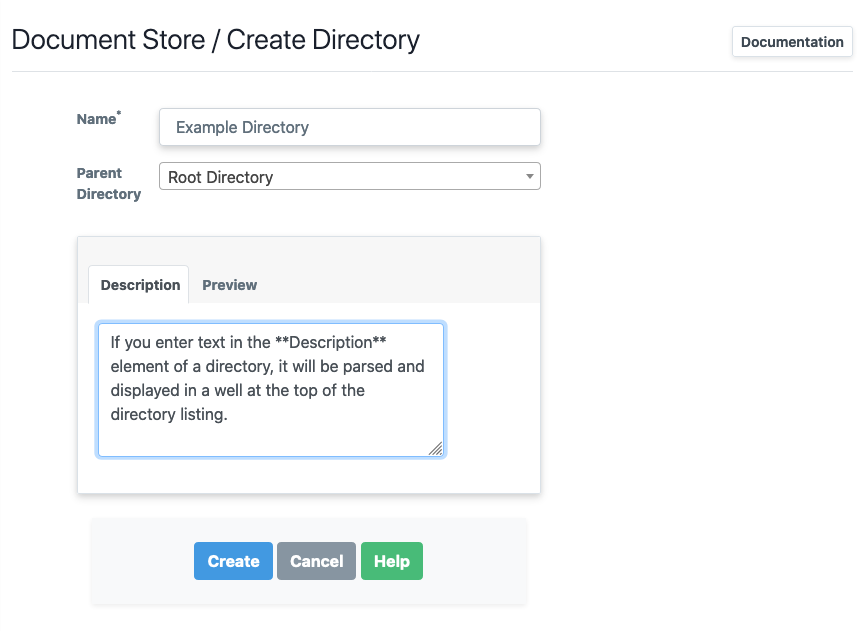 Document Store / Create Directory
Documentation
Name*
Example Directory
Parent
Directory
Root Directory
Description
Preview
If you enter text in the **Description**
element of a directory, it will be parsed and
displayed in a well at the top of the
directory listing.
Create
Cancel
Help